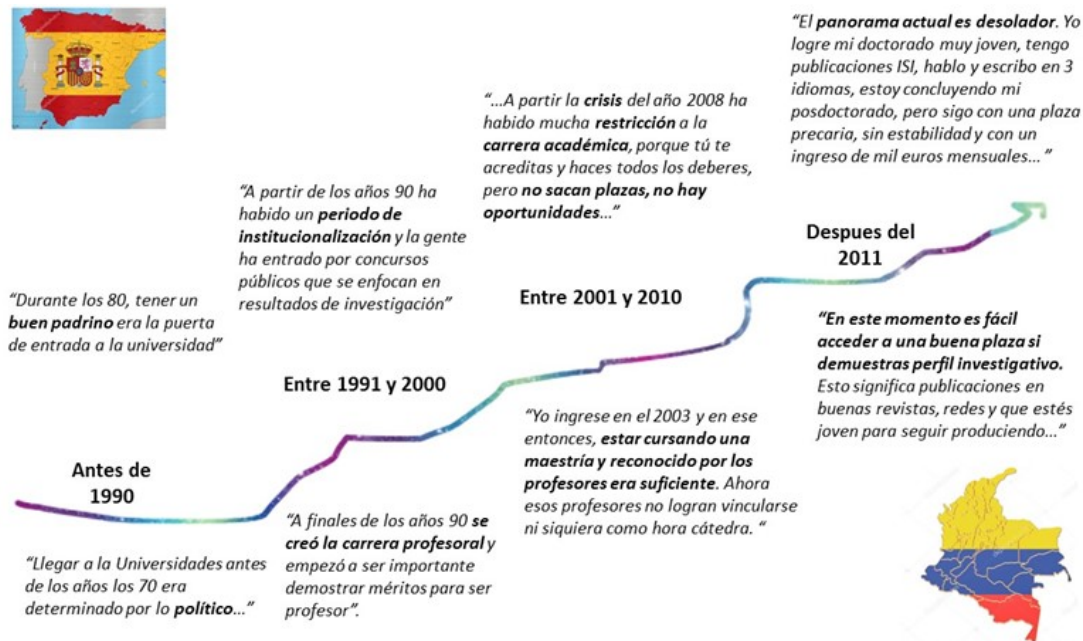 “Durante los 80, tener un
buen padrino era la puerta
de entrada a la universidad”
“A partir de los años 90 ha
habido un periodo de
institucionalización y la gente
ha entrado por concursos
públicos que se enfocan en
resultados de investigación”
“…A partir la crisis del año 2008 ha
habido mucha restricción a la
carrera académica, porque tú te
acreditas y haces todos los deberes,
pero no sacan plazas, no hay
oportunidades…”
“El panorama actual es desolador. Yo
logre mi doctorado muy joven, tengo
publicaciones ISI, hablo y escribo en 3
idiomas, estoy concluyendo mi
posdoctorado, pero sigo con una plaza
precaria, sin estabilidad y con un
ingreso de mil euros mensuales… ”
Antes de
1990
Entre 1991 y 2000
Entre 2001 y 2010
Despues del
2011
“Llegar a la Universidades antes
de los años los 70 era
determinado por lo político…”
“A finales de los años 90 se
creó la carrera profesoral y
empezó a ser importante
demostrar méritos para ser
profesor”.
“Yo ingrese en el 2003 y en ese
entonces, estar cursando una
maestría y reconocido por los
profesores era suficiente. Ahora
esos profesores no logran vincularse
ni siquiera como hora cátedra. “
“En este momento es fácil
acceder a una buena plaza si
demuestras perfil investigativo.
Esto significa publicaciones en
buenas revistas, redes y que estés
joven para seguir produciendo…”